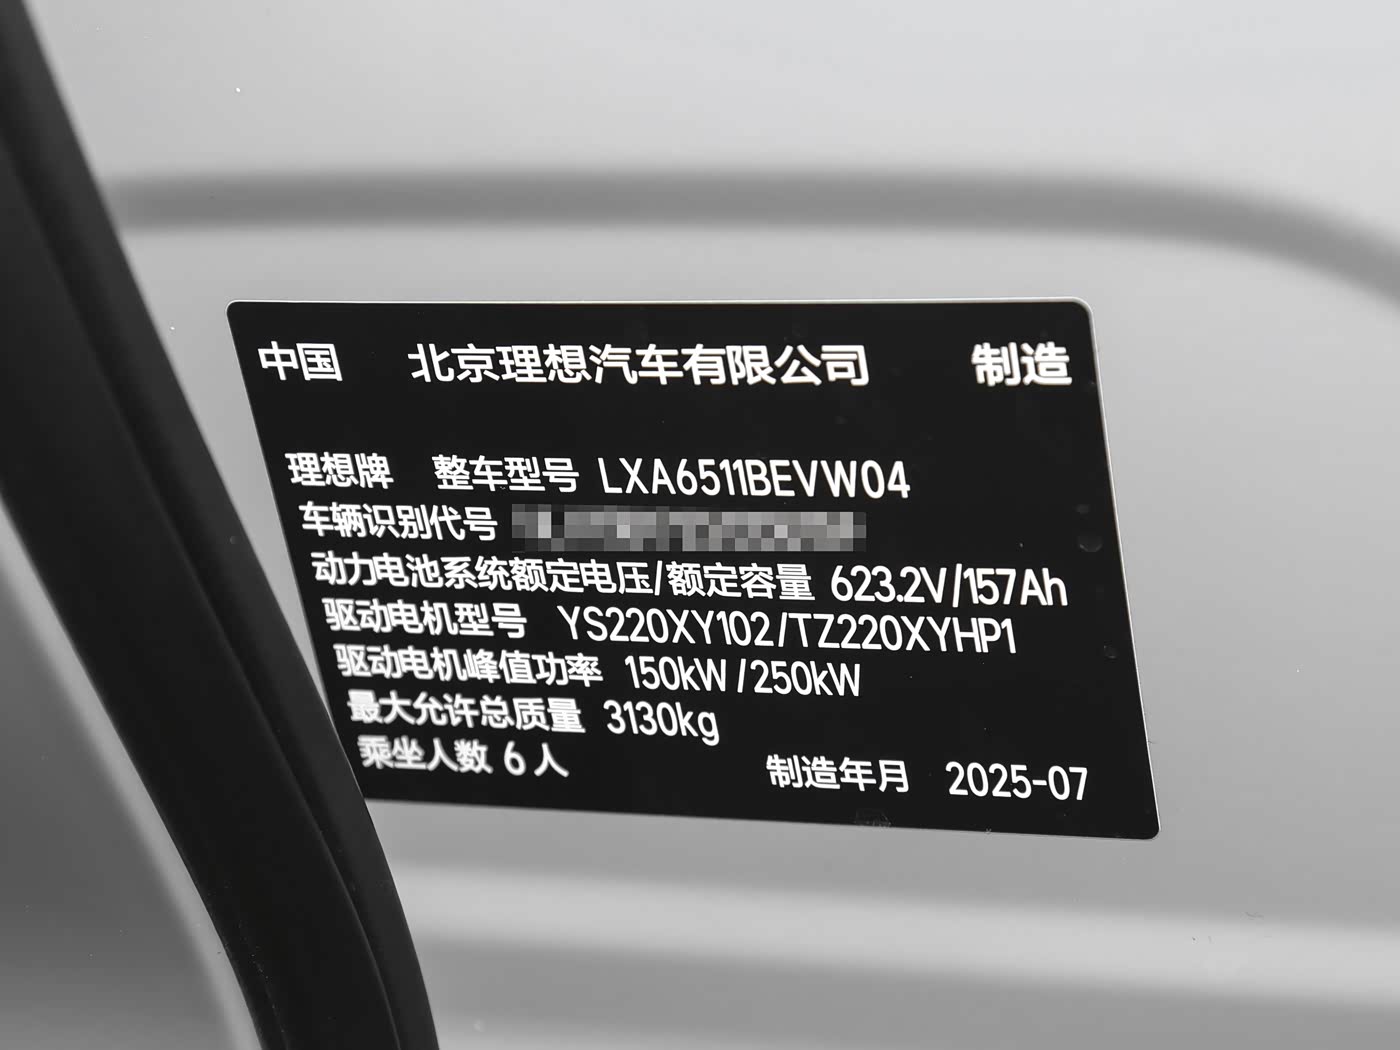 中国 北京理想汽车有限公司 制造
理想牌 整车型号 LXA6511BEVW04
车辆识别代号
动力电池系统额定电压/额定容量 623.2V/157Ah
驱动电机型号 YS220XY102/TZ220XYHP1
驱动电机峰值功率 150kW/250kW
最大允许总质量 3130kg
乘坐人数 6人 制造年月 2025-07